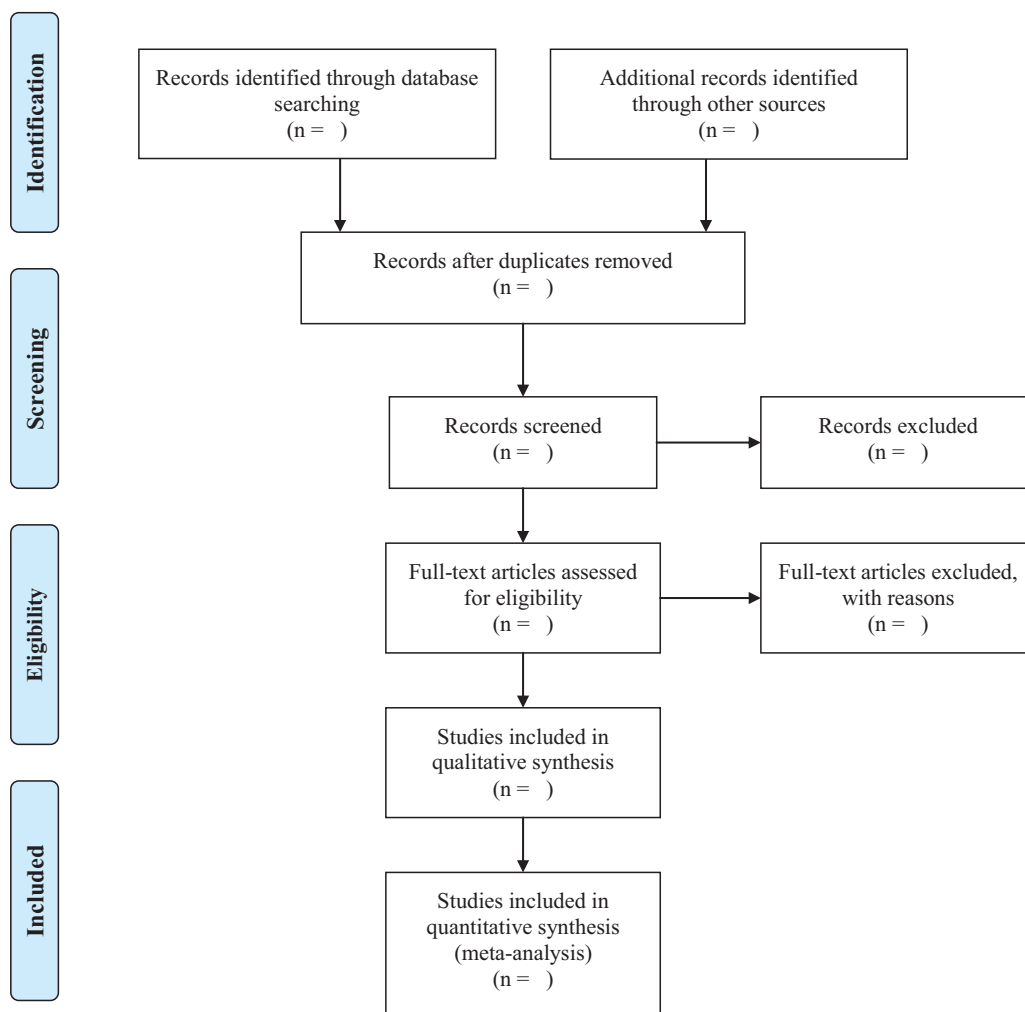 Identification
Records identified through database
searching
(n =   )
Additional records identified
through other sources
(n =   )
Records after duplicates removed
(n =   )
Screening
Records screened
(n =   )
Records excluded
(n =   )
Eligibility
Full-text articles assessed
for eligibility
(n =   )
Full-text articles excluded,
with reasons
(n =   )
Studies included in
qualitative synthesis
(n =   )
Included
Studies included in
quantitative synthesis
(meta-analysis)
(n =   )